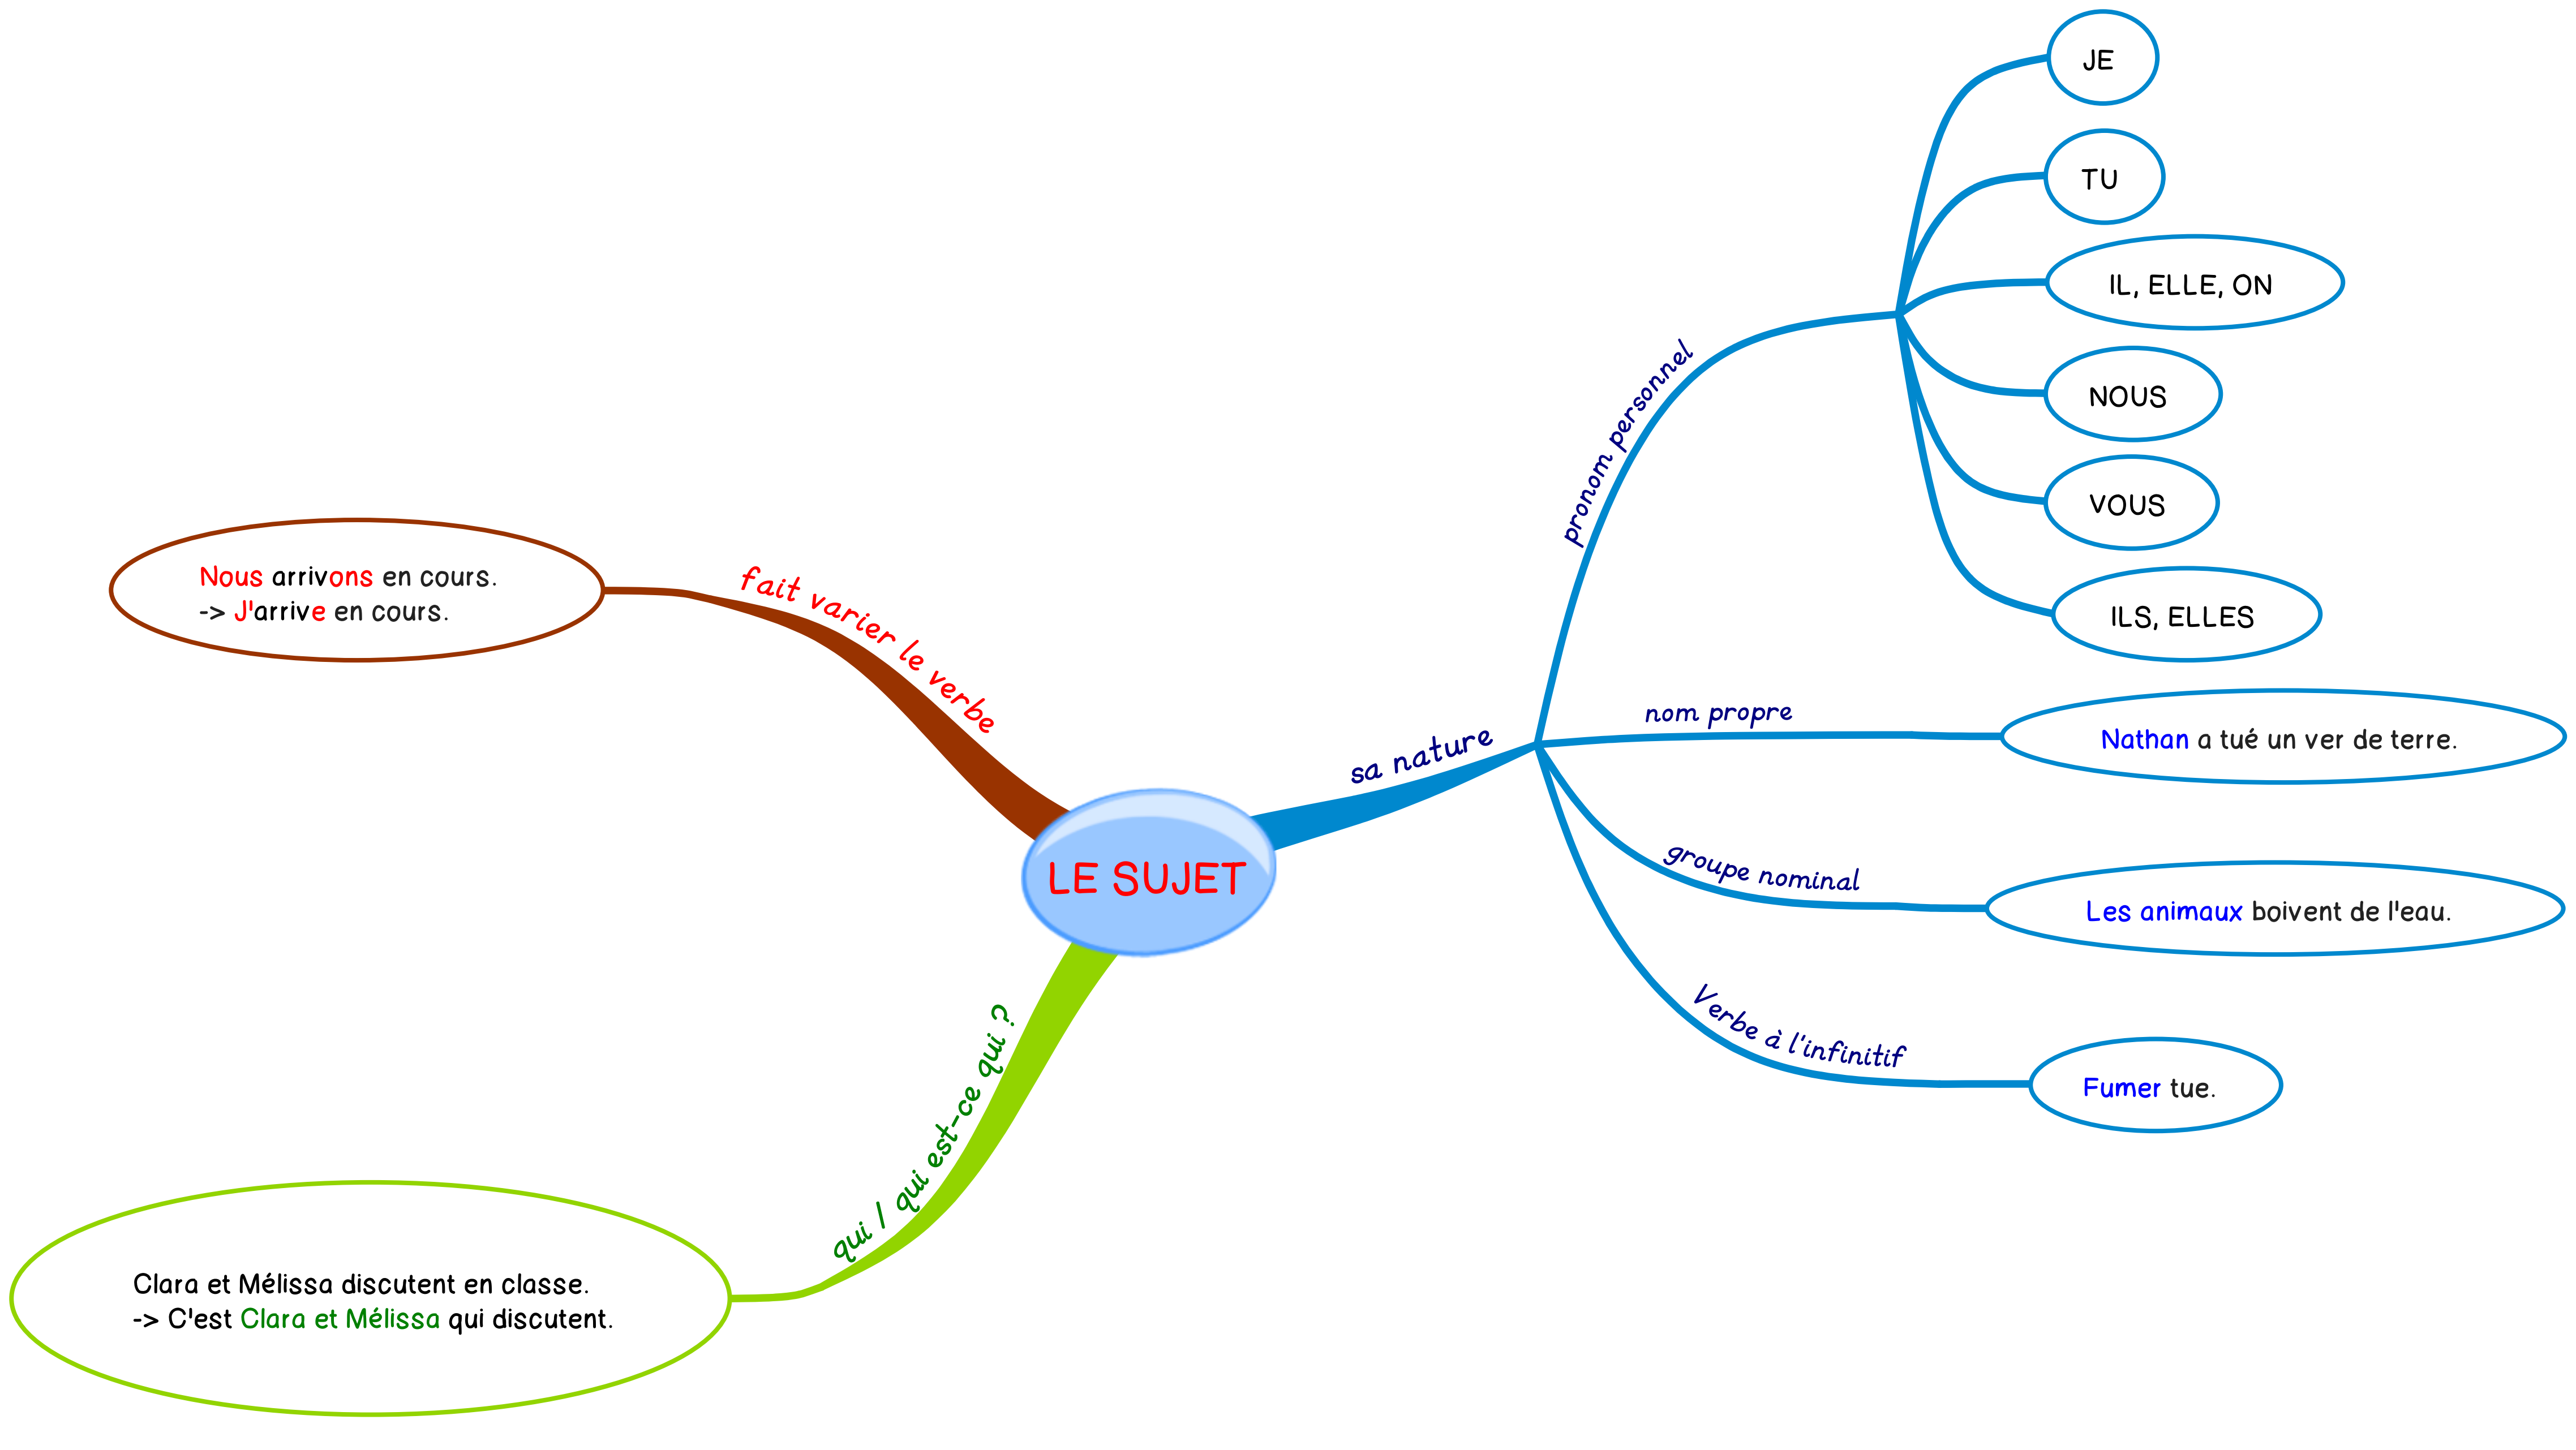 LE SUJET
fait varier le verbe
Nous arrivons en cours.
-> J'arrive en cours.
qui / qui est-ce qui ?
Clara et Mélissa discutent en classe.
-> C'est Clara et Mélissa qui discutent.
sa nature
pronom personnel
JE
TU
IL, ELLE, ON
NOUS
VOUS
ILS, ELLES
nom propre
Nathan a tué un ver de terre.
groupe nominal
Les animaux boivent de l'eau.
Verbe à l'infinitif
Fumer tue.